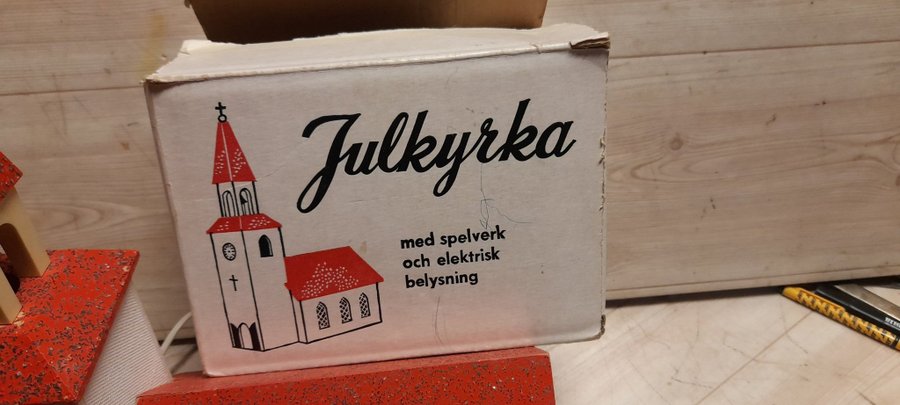 Julkyrka
med spelverk
och elektrisk
belysning